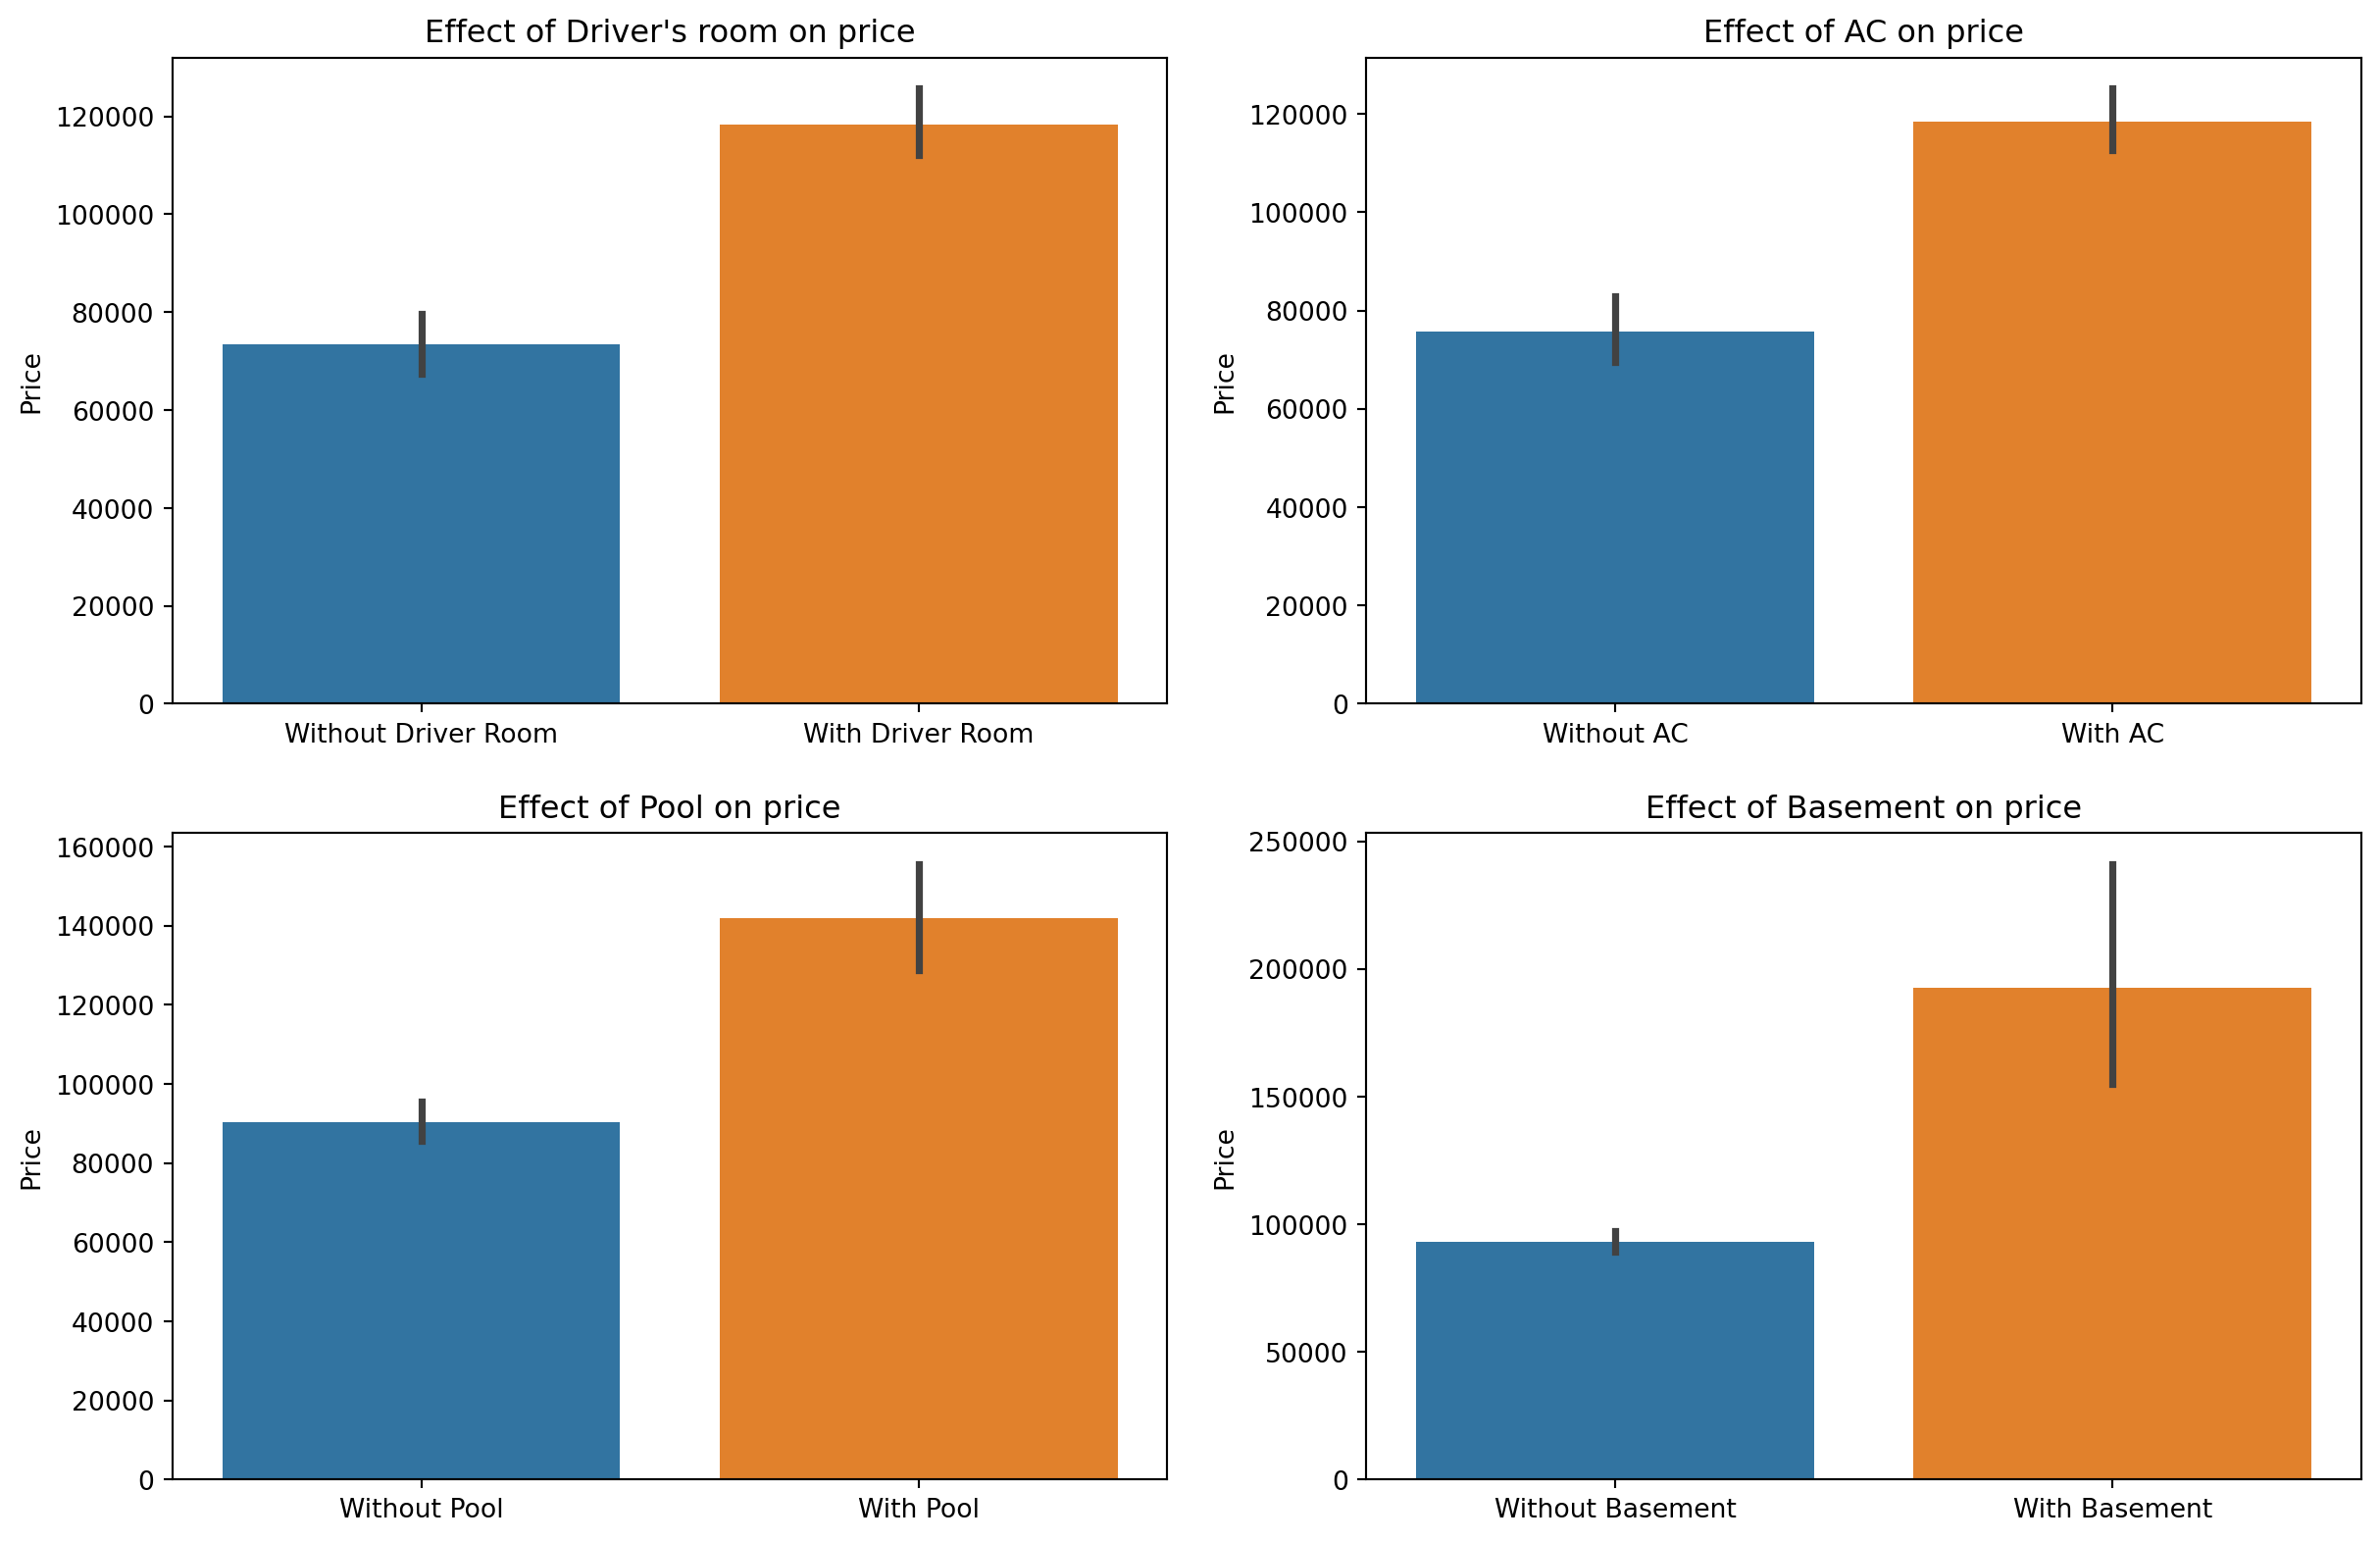 Effect of Driver's room on price
Price
120000
100000
80000
60000
40000
20000
0
Without Driver Room
With Driver Room
Effect of AC on price
Price
120000
100000
80000
60000
40000
20000
0
Without AC
With AC
Effect of Pool on price
Price
160000
140000
120000
100000
80000
60000
40000
20000
0
Without Pool
With Pool
Effect of Basement on price
Price
250000
200000
150000
100000
50000
0
Without Basement
With Basement